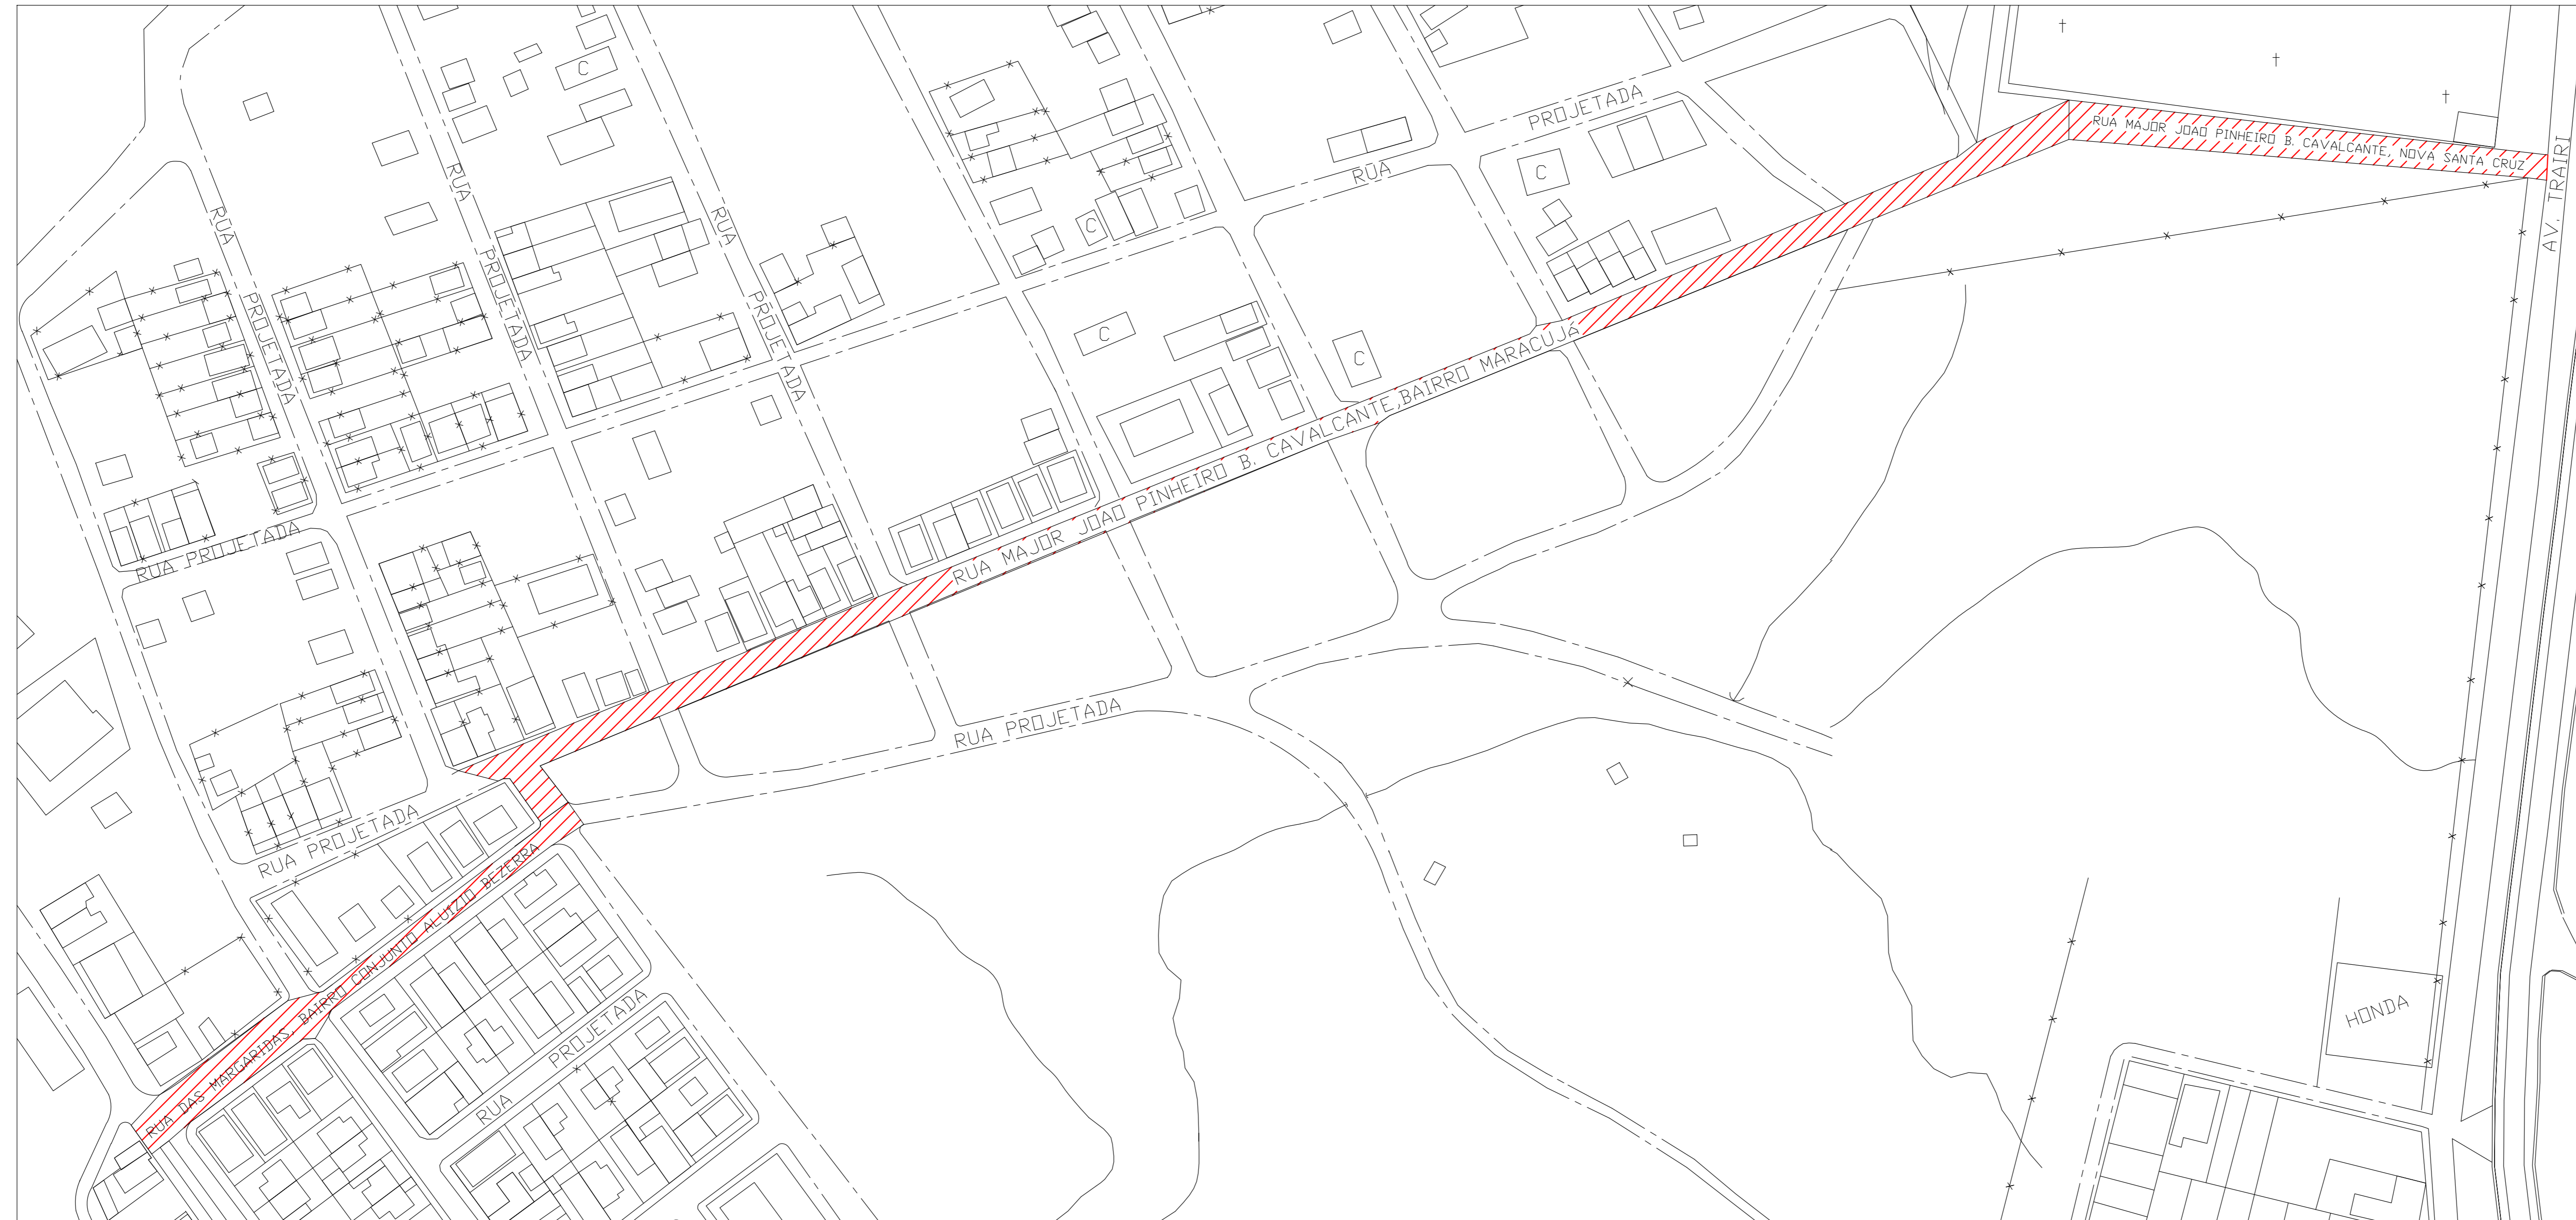 C
PROJETADA
RUA MAJOR JOAO PINHEIRO B. CAVALCANTE, NOVA SANTA CRUZ
AV. TRAIRI
RUA
C
RUA
PROJETADA
RUA
PROJETADA
RUA
PROJETADA
C
C
C
RUA MAJOR JOAO PINHEIRO B. CAVALCANTE,BAIRRO MARACUJÁ
RUA PROJETADA
RUA PROJETADA
RUA PROJETADA
RUA DAS MARGARIDAS, BAIRRO CONJUNTO ALUIZIO BEZERRA
RUA PROJETADA
HONDA